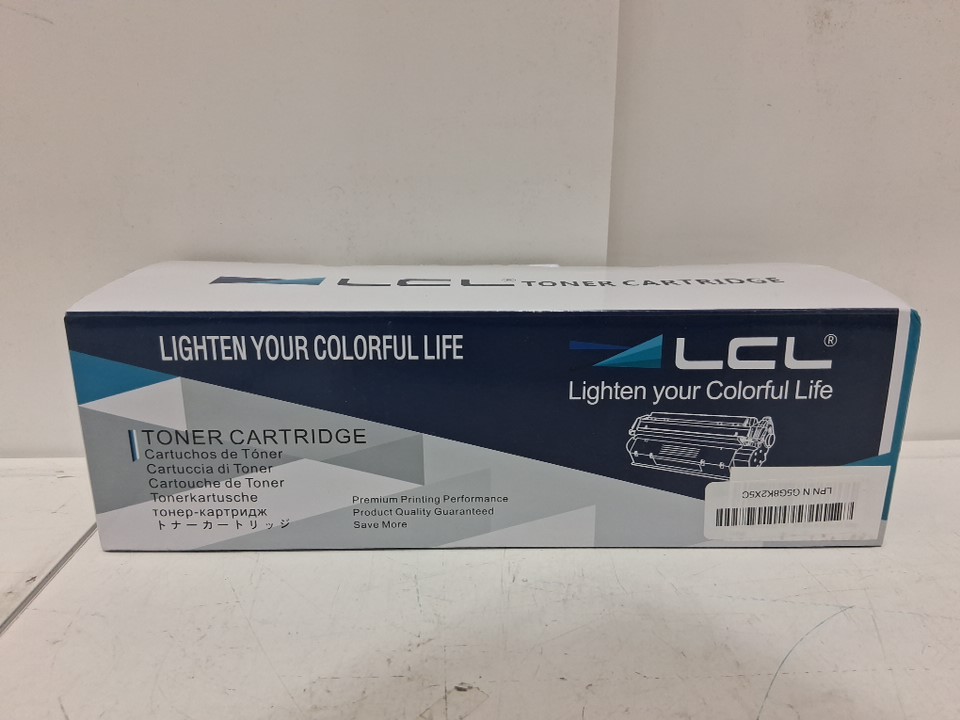 LCL® TONER CARTRIDGE
LIGHTEN YOUR COLORFUL LIFE
LCL®
Lighten your Colorful Life
TONER CARTRIDGE
Cartuchos de Tóner
Cartuccia di Toner
Cartouche de Toner
Tonerkartusche
тонер-картридж
トナーカートリッジ
Premium Printing Performance
Product Quality Guaranteed
Save More
LPN N G5G8K2X5C